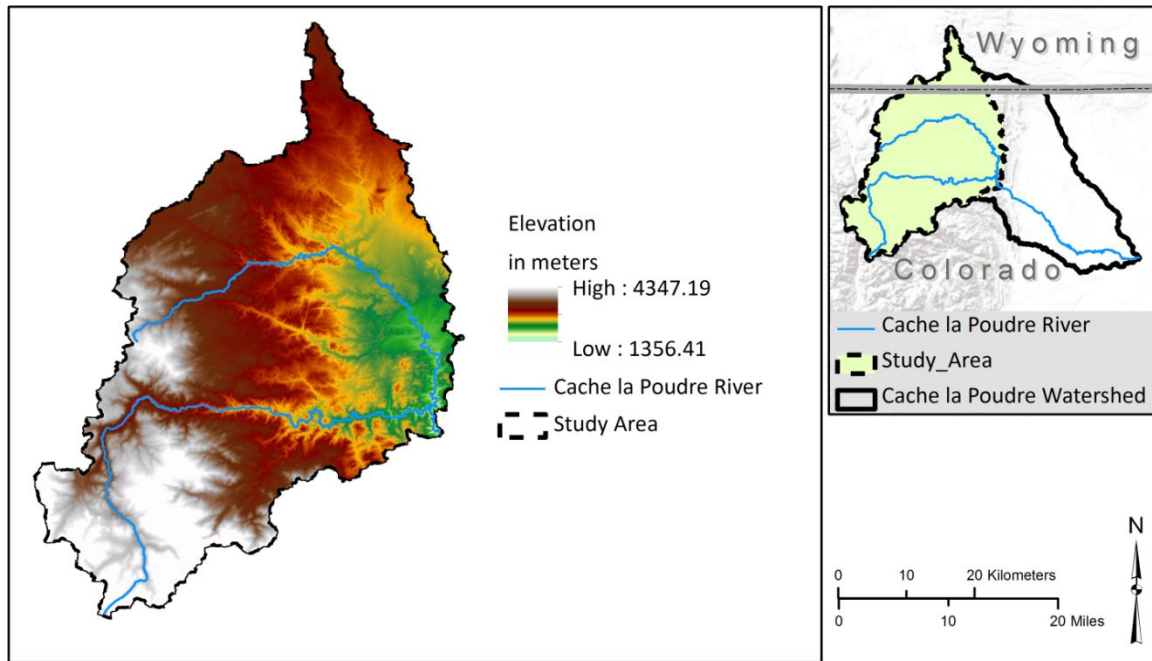 Elevation
in meters
High : 4347.19
Low : 1356.41
Cache la Poudre River
Study Area
Wyoming
Colorado
Cache la Poudre River
Study_Area
Cache la Poudre Watershed
N
0 10 20 Kilometers
0 10 20 Miles